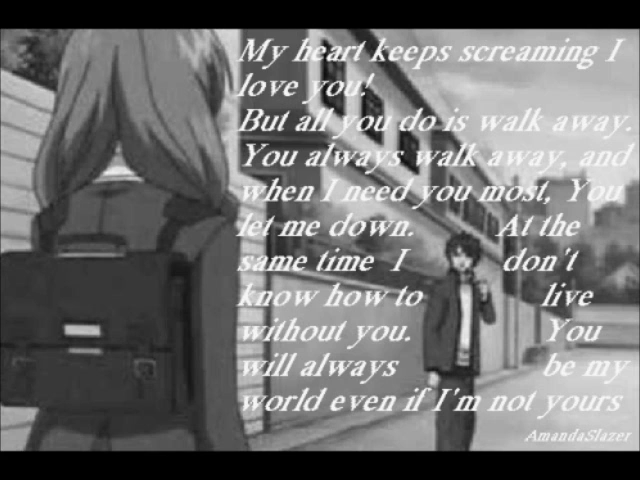 My heart keeps screaming I
love you!
But all you do is walk away.
You always walk away, and
when I need you most, You
let me down. At the
same time I don't
know how to live
without you. You
will always be my
world even if I'm not yours
AmandaSlazer